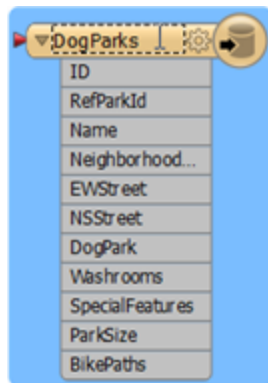 DogParks
ID
RefParkId
Name
Neighborhood...
EWStreet
NSStreet
DogPark
Washrooms
SpecialFeatures
ParkSize
BikePaths